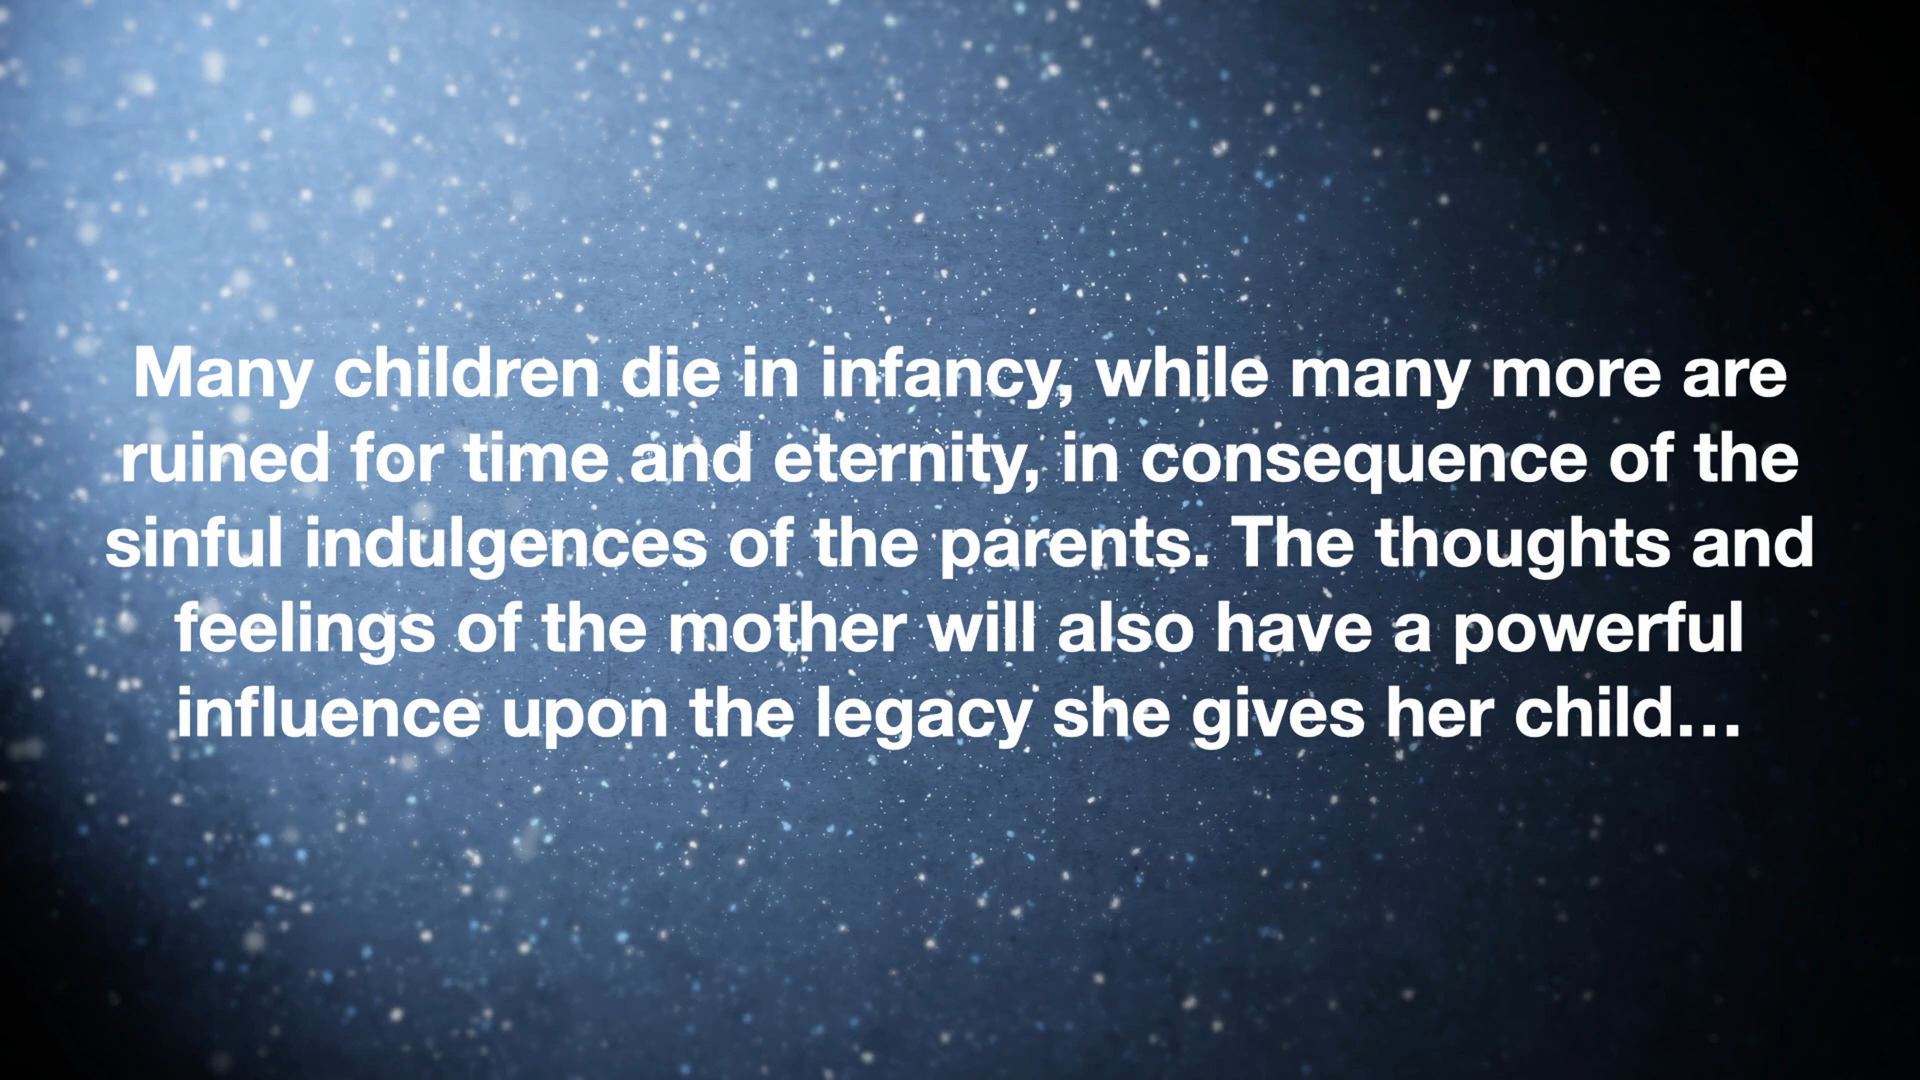 Many children die in infancy, while many more are
ruined for time and eternity, in consequence of the
sinful indulgences of the parents. The thoughts and
feelings of the mother will also have a powerful
influence upon the legacy she gives her child…